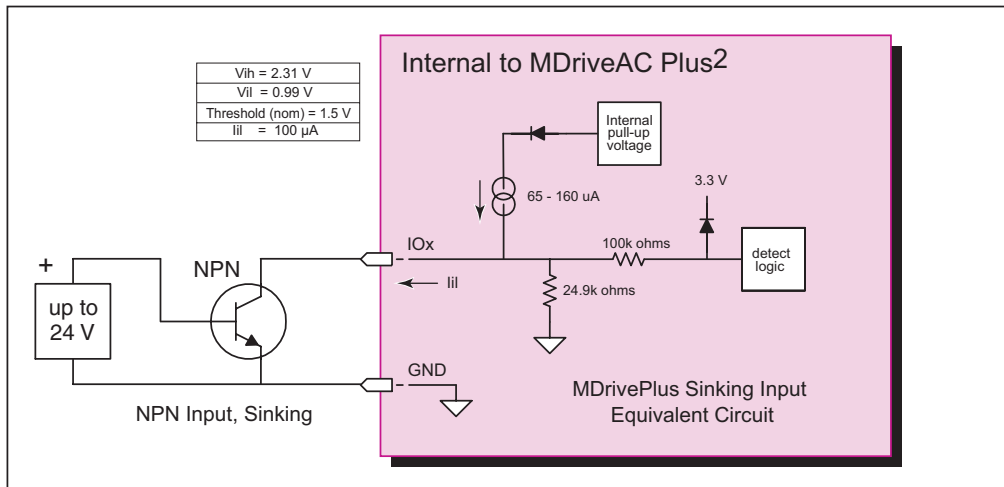 Internal to MDriveAC Plus2
Vih = 2.31 V
Vil = 0.99 V
Threshold (nom) = 1.5 V
Iil = 100 µA
Internal
pull-up
voltage
65 - 160 uA
3.3 V
IOx
100k ohms
detect
logic
Iil
24.9k ohms
+
NPN
up to
24 V
GND
NPN Input, Sinking
MDrivePlus Sinking Input
Equivalent Circuit